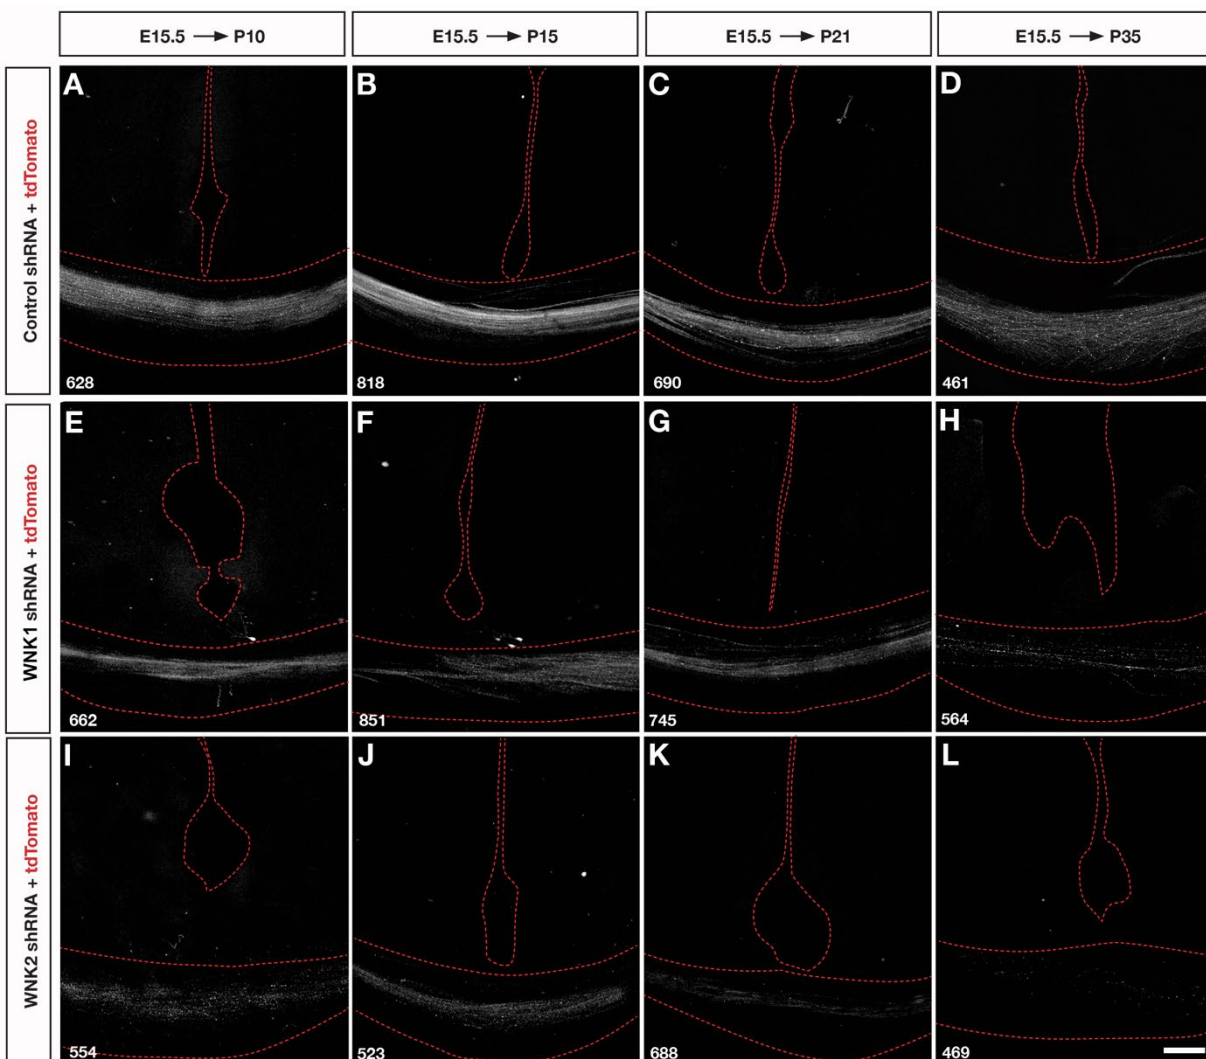 E15.5 → P10
E15.5 → P15
E15.5 → P21
E15.5 → P35
Control shRNA + tdTomato
A
B
C
D
628
818
690
461
WNK1 shRNA + tdTomato
E
F
G
H
662
851
745
564
WNK2 shRNA + tdTomato
I
J
K
L
554
523
688
469